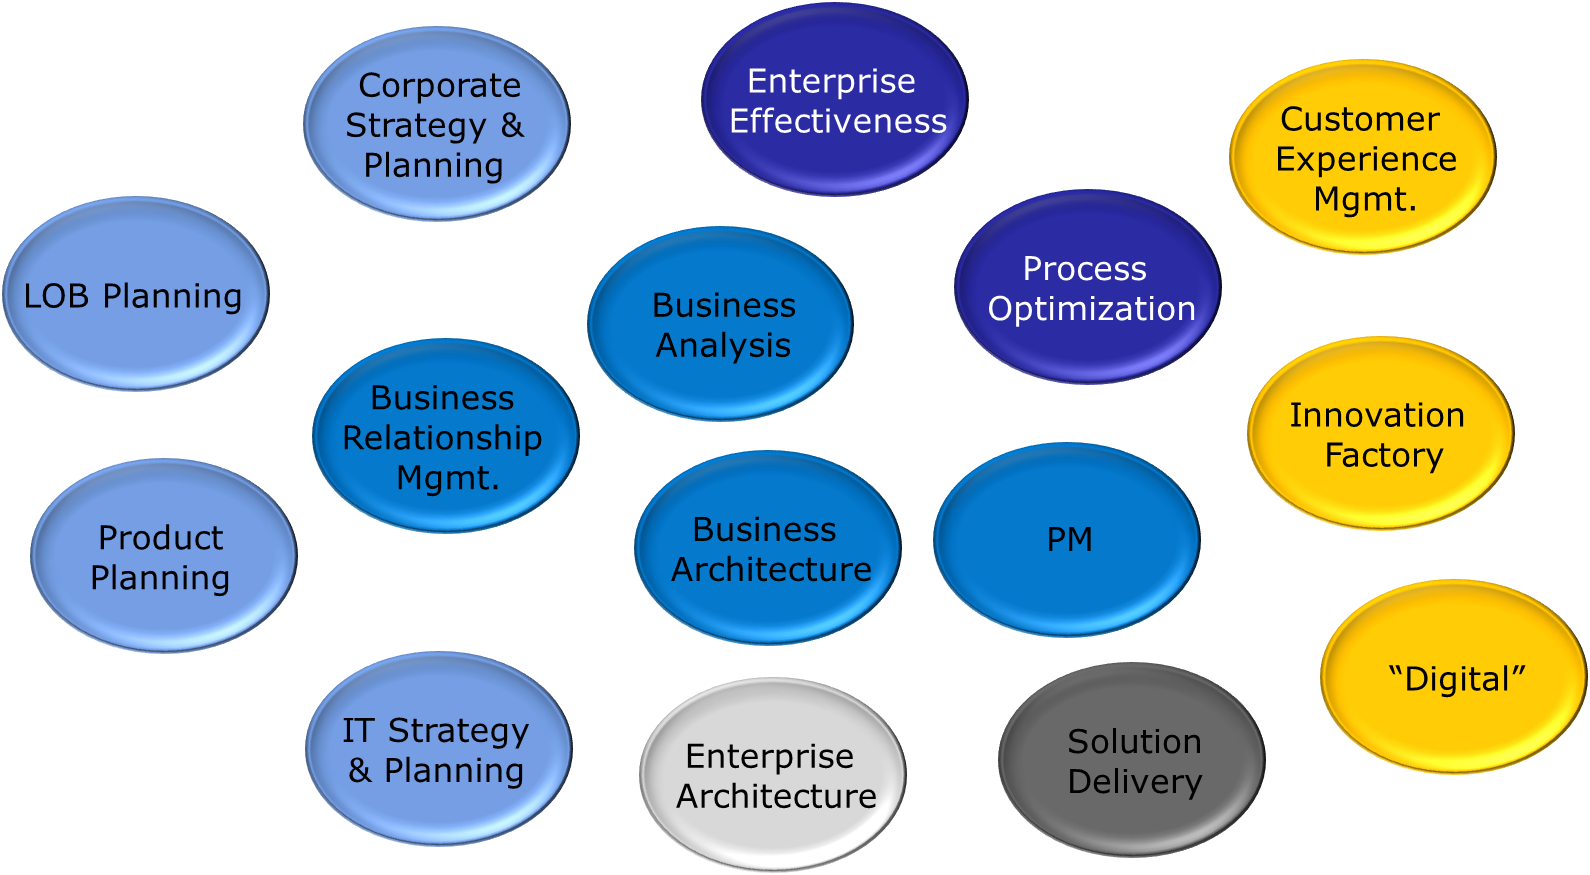 Corporate
Strategy &
Planning
Enterprise
Effectiveness
Customer
Experience
Mgmt.
LOB Planning
Business
Analysis
Process
Optimization
Business
Relationship
Mgmt.
Innovation
Factory
Product
Planning
Business
Architecture
PM
IT Strategy
& Planning
Enterprise
Architecture
Solution
Delivery
“Digital”